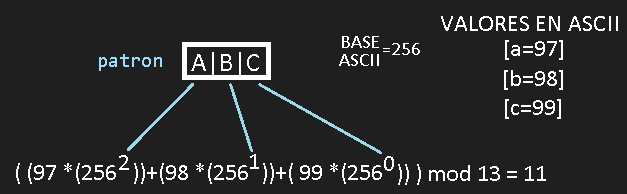 VALORES EN ASCII
BASE
ASCII =256
[a=97]
patron A|B|C
[b=98]
[c=99]
( (97 *(256²))+(98 *(256¹))+( 99 *(256⁰)) ) mod 13 = 11